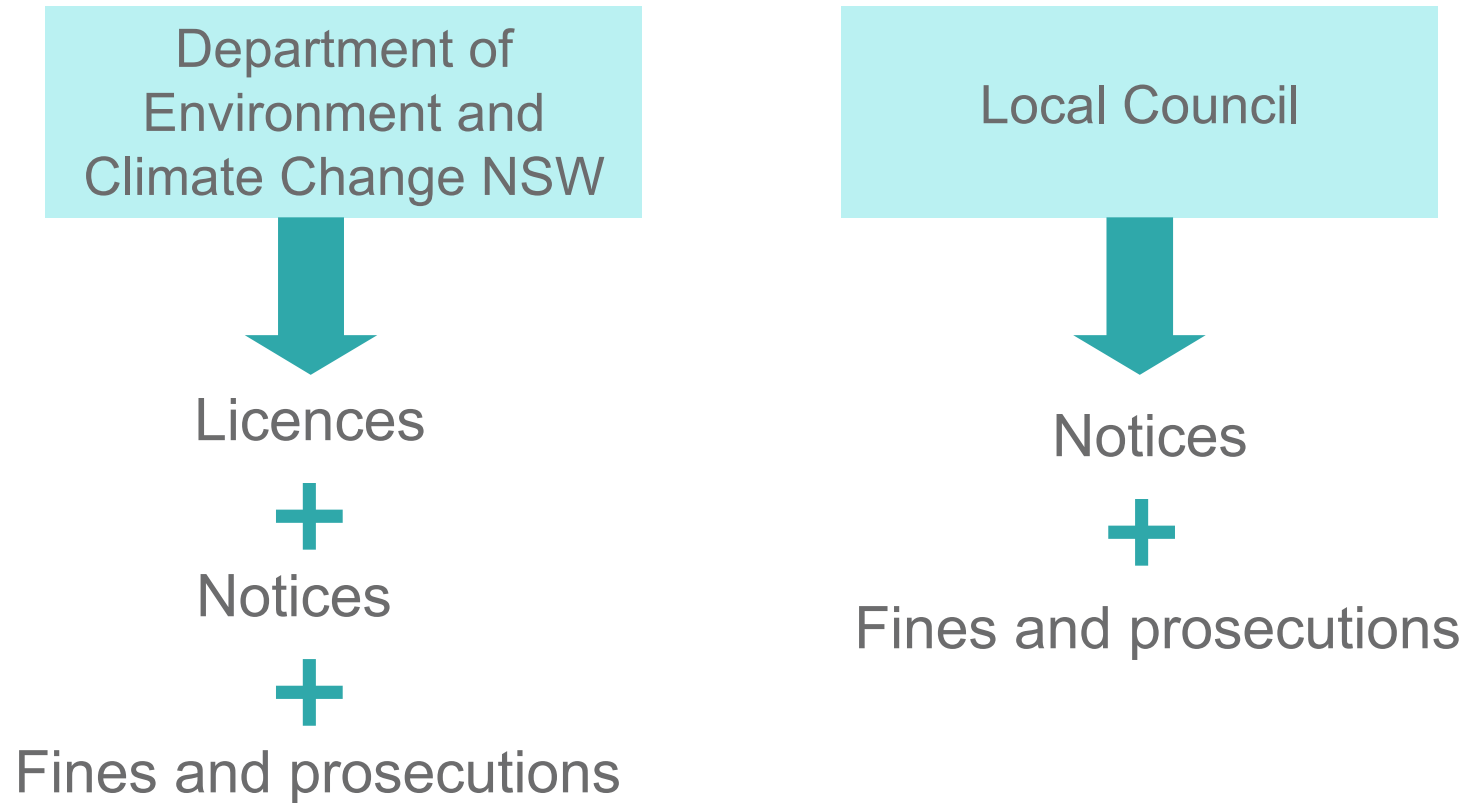 Department of
Environment and
Climate Change NSW
Licences
+
Notices
+
Fines and prosecutions
Local Council
Notices
+
Fines and prosecutions